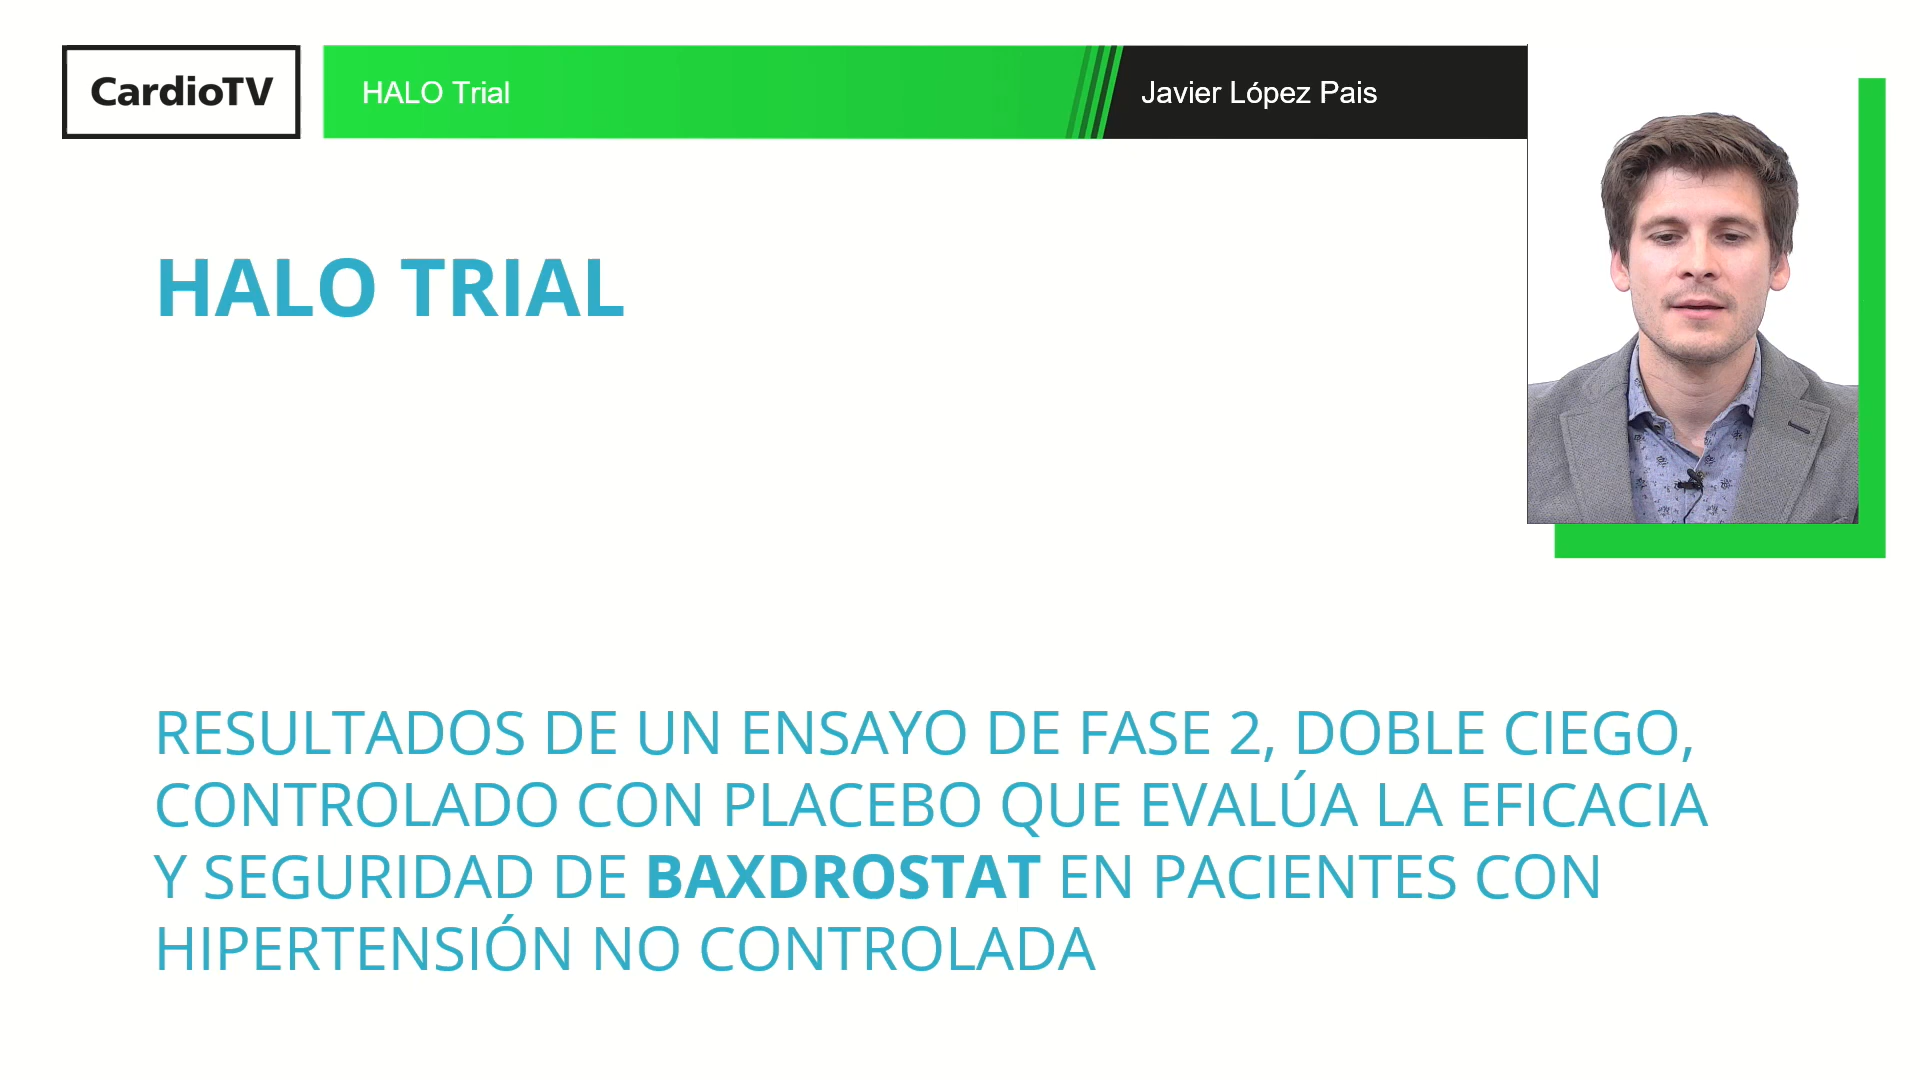 CardioTV
HALO Trial
Javier López Pais
HALO TRIAL
RESULTADOS DE UN ENSAYO DE FASE 2, DOBLE CIEGO,
CONTROLADO CON PLACEBO QUE EVALÚA LA EFICACIA
Y SEGURIDAD DE BAXDROSTAT EN PACIENTES CON
HIPERTENSIÓN NO CONTROLADA